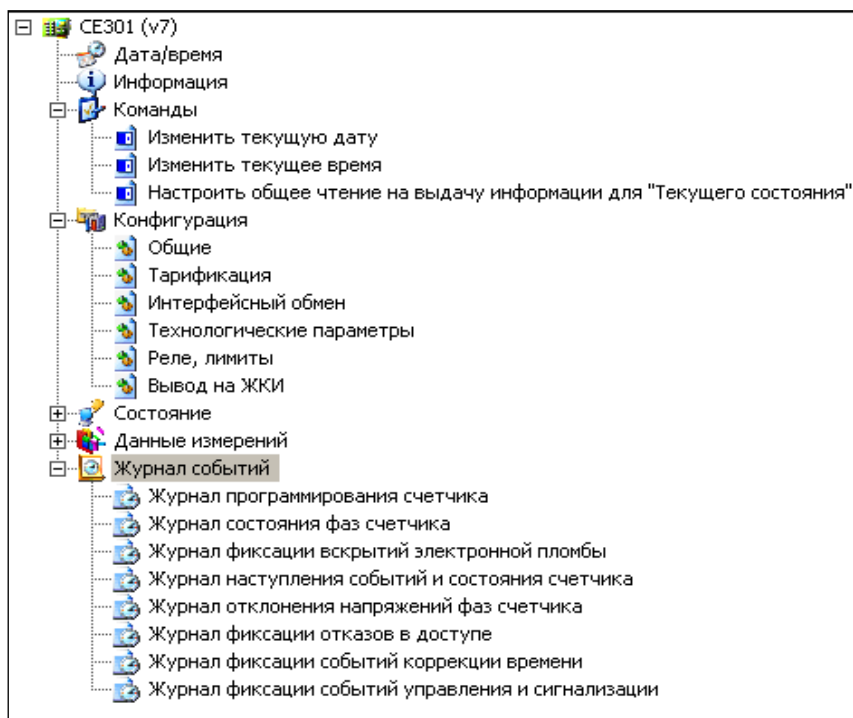 CE301 (v7)
Дата/время
Информация
Команды
Изменить текущую дату
Изменить текущее время
Настроить общее чтение на выдачу информации для "Текущего состояния"
Конфигурация
Общие
Тарификация
Интерфейсный обмен
Технологические параметры
Реле, лимиты
Вывод на ЖКИ
Состояние
Данные измерений
Журнал событий
Журнал программирования счетчика
Журнал состояния фаз счетчика
Журнал фиксации вскрытий электронной пломбы
Журнал наступления событий и состояния счетчика
Журнал отклонения напряжений фаз счетчика
Журнал фиксации отказов в доступе
Журнал фиксации событий коррекции времени
Журнал фиксации событий управления и сигнализации